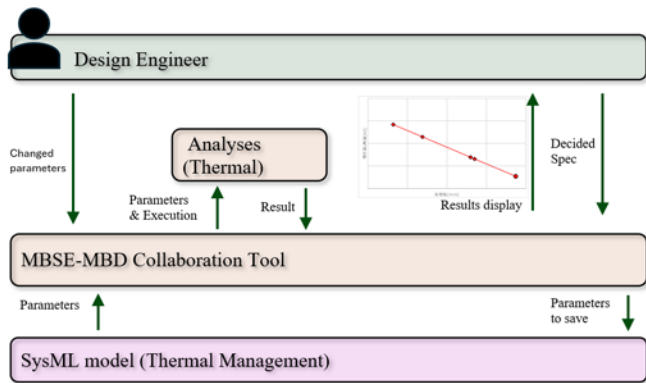 Design Engineer
Changed
parameters
Analyses
(Thermal)
Parameters
& Execution
Result
Results display
Decided
Spec
MBSE-MBD Collaboration Tool
Parameters
Parameters
to save
SysML model (Thermal Management)